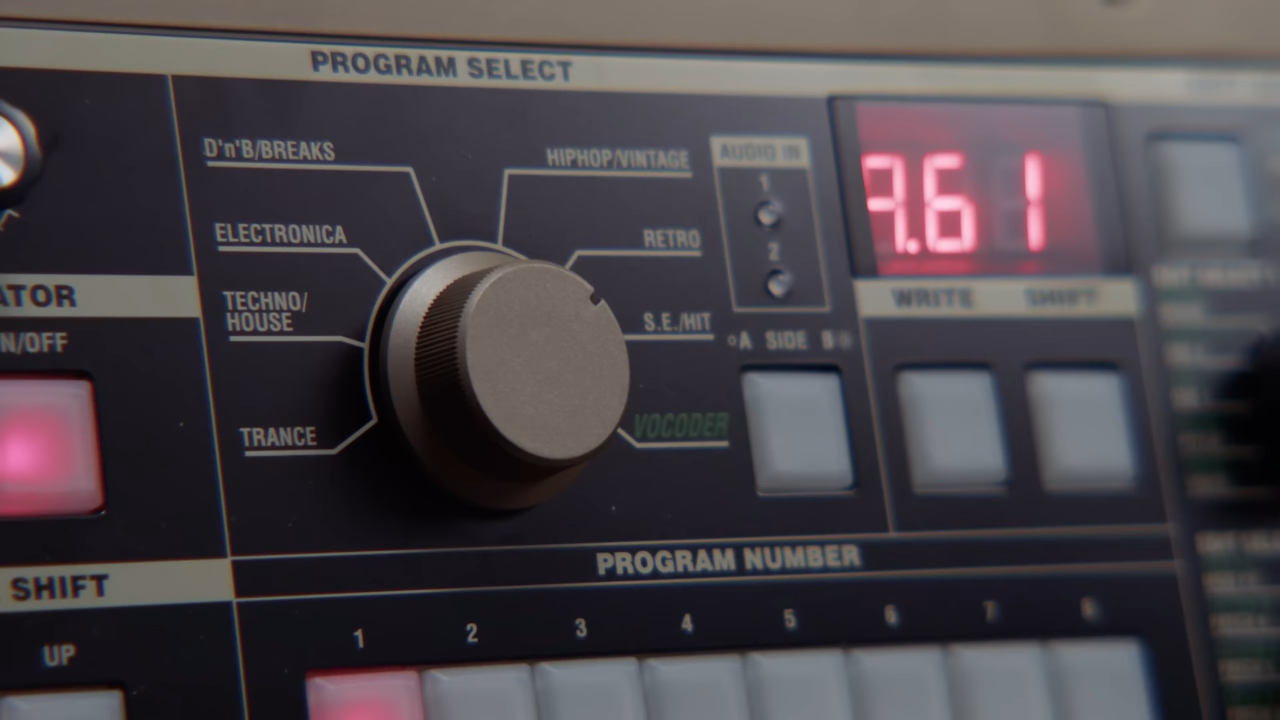 PROGRAM SELECT
D'n'B/BREAKS
HIPHOP/VINTAGE
AUDIO IN
1
2
ELECTRONICA
RETRO
TECHNO/
HOUSE
S.E./HIT
A SIDE B
TRANCE
VOCODER
WRITE
SHIFT
ATOR
N/OFF
PROGRAM NUMBER
SHIFT
UP
1 2 3 4 5 6 7 8